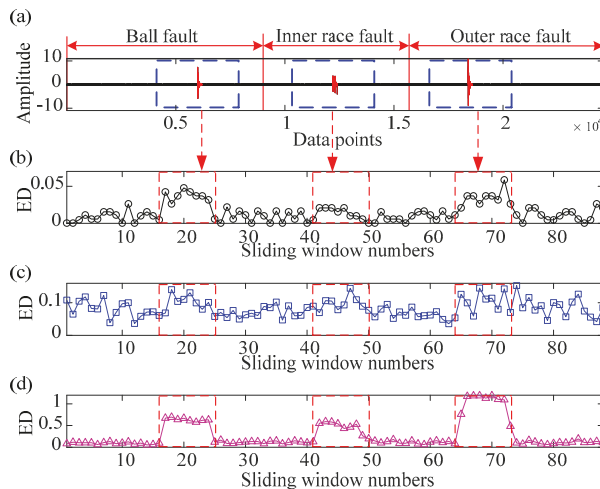 (a)
Ball fault Inner race fault Outer race fault
Amplitude
10
0
-10
0.5 1 1.5 2
Data points
(b)
ED
0.05
0
10 20 30 40 50 60 70 80
Sliding window numbers
(c)
ED
0.1
0
10 20 30 40 50 60 70 80
Sliding window numbers
(d)
ED
1
0.5
0
10 20 30 40 50 60 70 80
Sliding window numbers